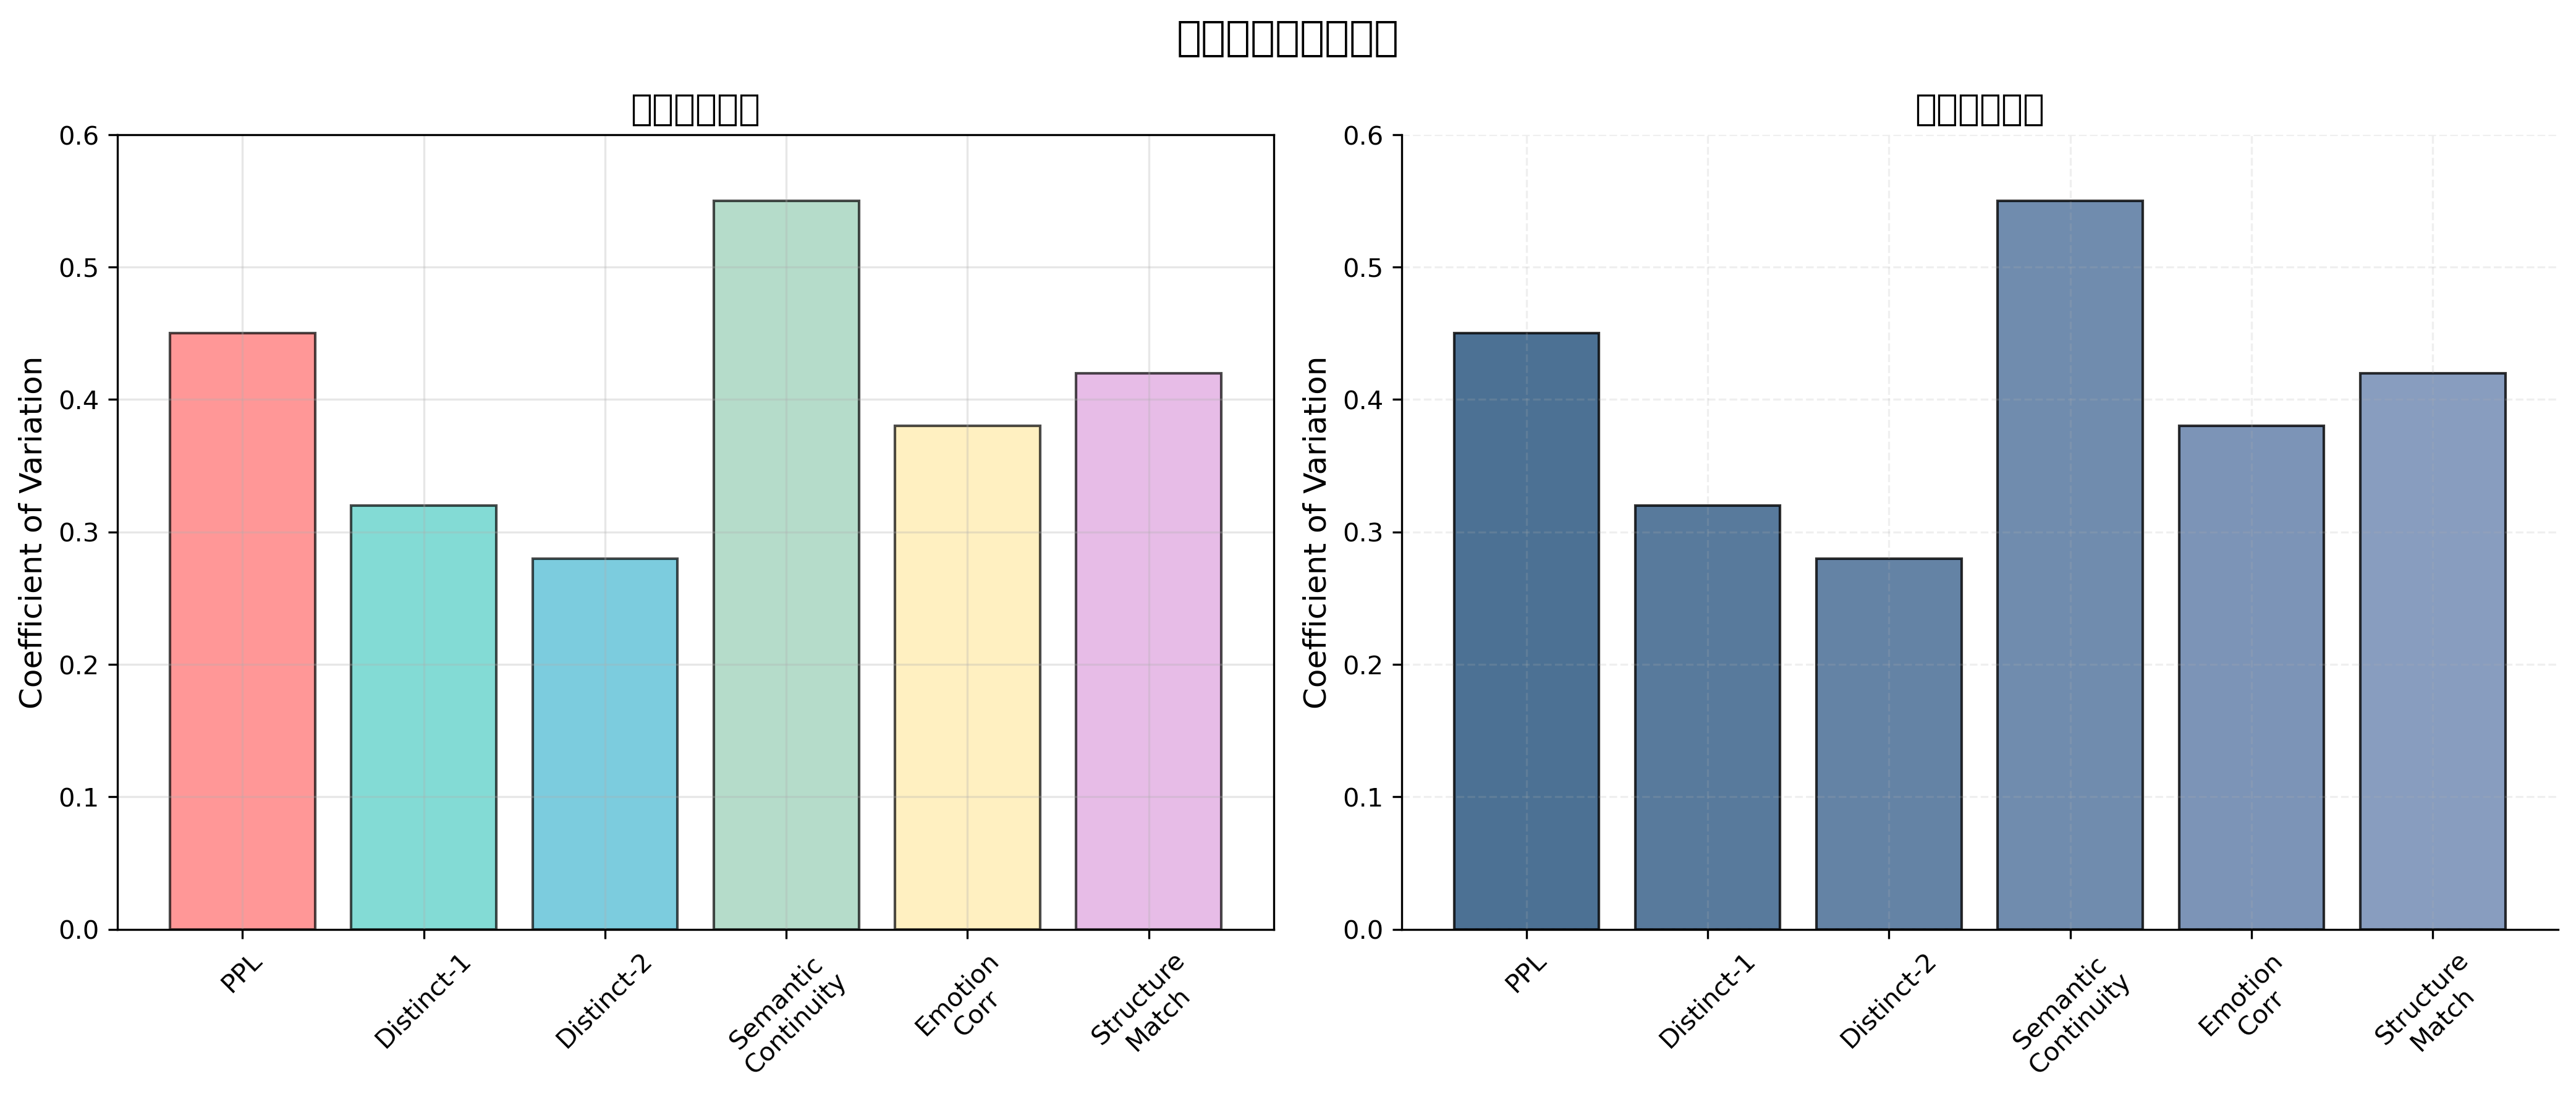 0.6
0.5
0.4
0.3
0.2
0.1
0.0
Coefficient of Variation
PPL
Distinct-1
Distinct-2
Semantic
Continuity
Emotion
Corr
Structure
Match
0.6
0.5
0.4
0.3
0.2
0.1
0.0
Coefficient of Variation
PPL
Distinct-1
Distinct-2
Semantic
Continuity
Emotion
Corr
Structure
Match